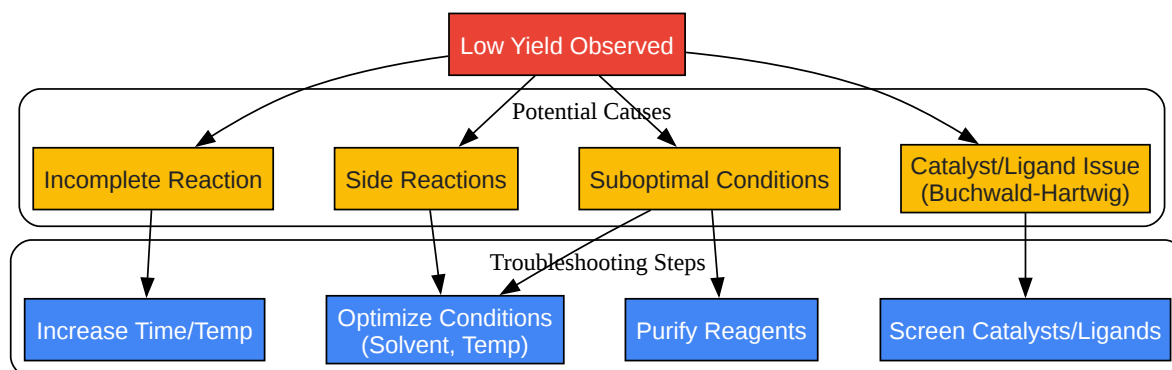 Low Yield Observed
Potential Causes
Incomplete Reaction
Side Reactions
Suboptimal Conditions
Catalyst/Ligand Issue
(Buchwald-Hartwig)
Troubleshooting Steps
Increase Time/Temp
Optimize Conditions
(Solvent, Temp)
Purify Reagents
Screen Catalysts/Ligands